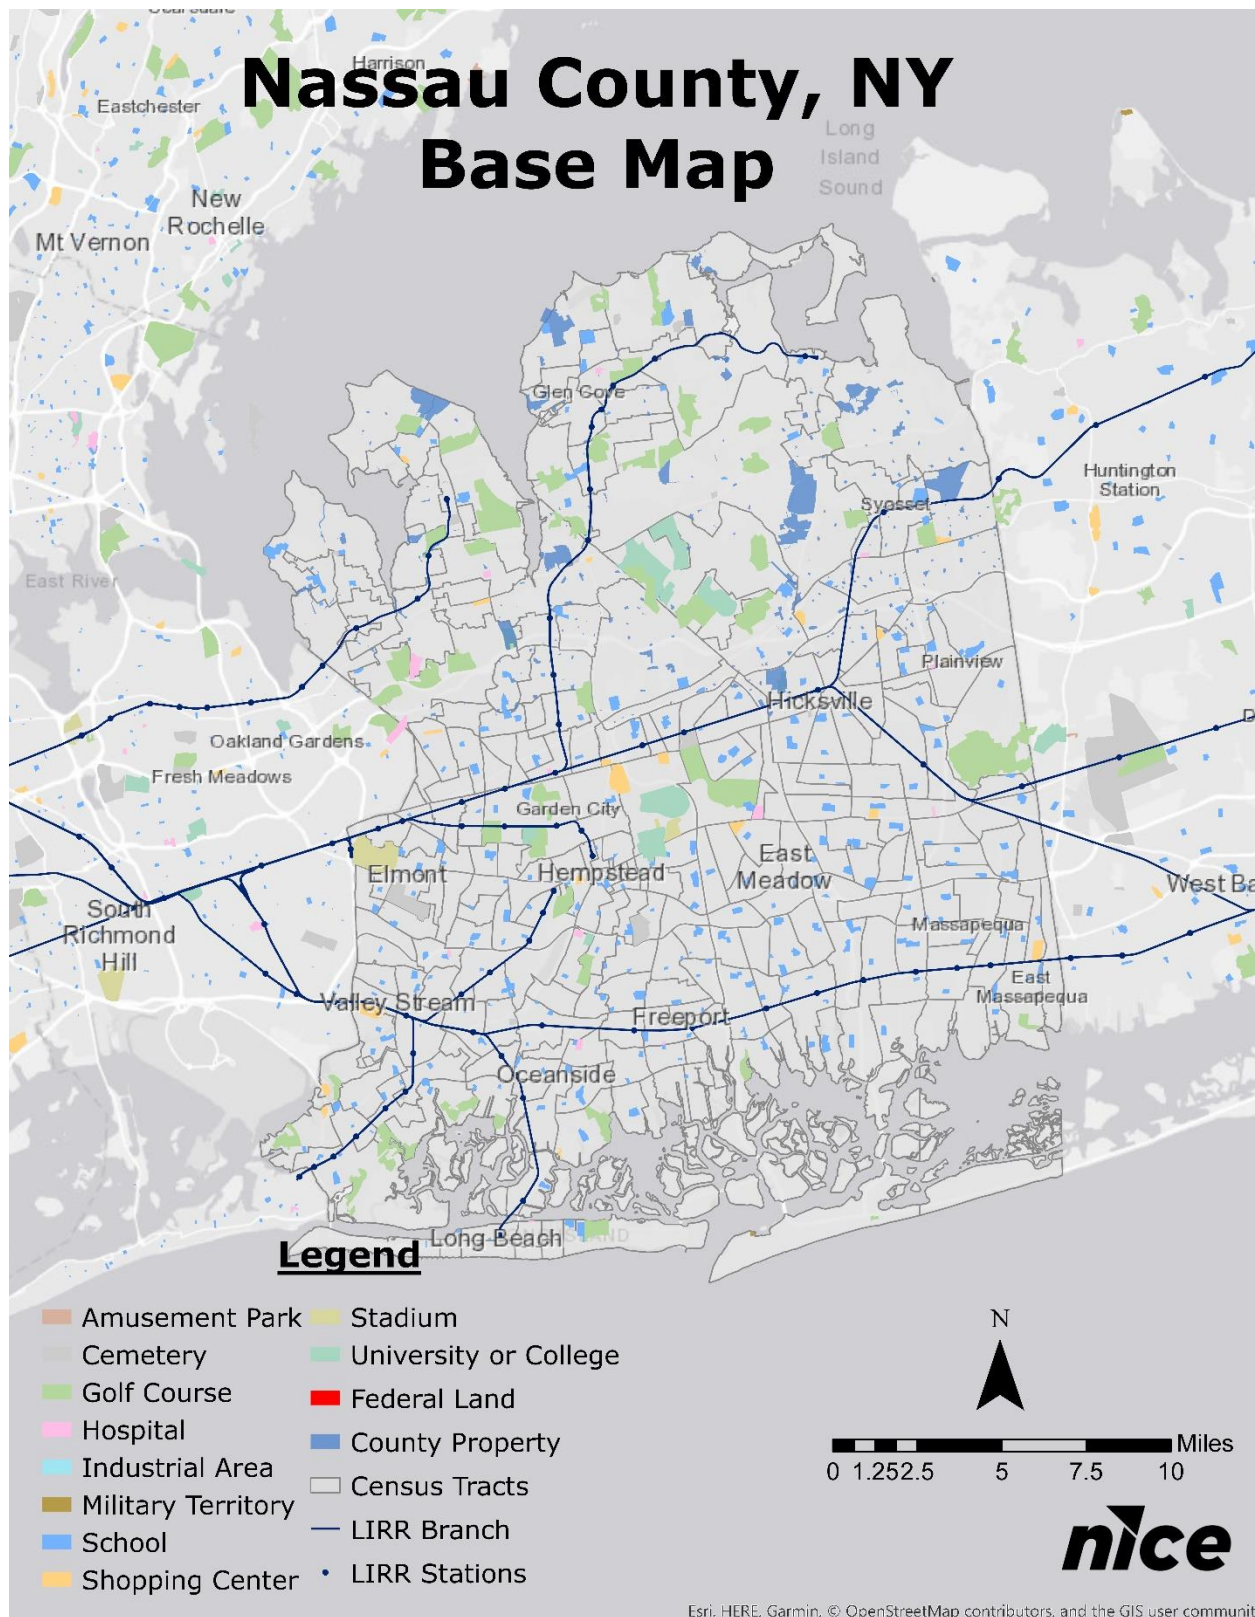 Scarsdale
Harrison
Nassau County, NY
Base Map
Eastchester
Long
Island
Sound
New
Rochelle
Mt Vernon
Glen Cove
Huntington
Station
Syosset
East River
Plainview
Hicksville
Oakland Gardens
Fresh Meadows
Garden City
East
Meadow
Elmont
Hempstead
West Ba
South
Richmond
Hill
Massapequa
East
Massapequa
Valley Stream
Freeport
Oceanside
Long Beach
Legend
Amusement Park
Cemetery
Golf Course
Hospital
Industrial Area
Military Territory
School
Shopping Center
Stadium
University or College
Federal Land
County Property
Census Tracts
LIRR Branch
LIRR Stations
N
Miles
0 1.25 2.5 5 7.5 10
nice
Esri, HERE, Garmin, © OpenStreetMap contributors, and the GIS user communit